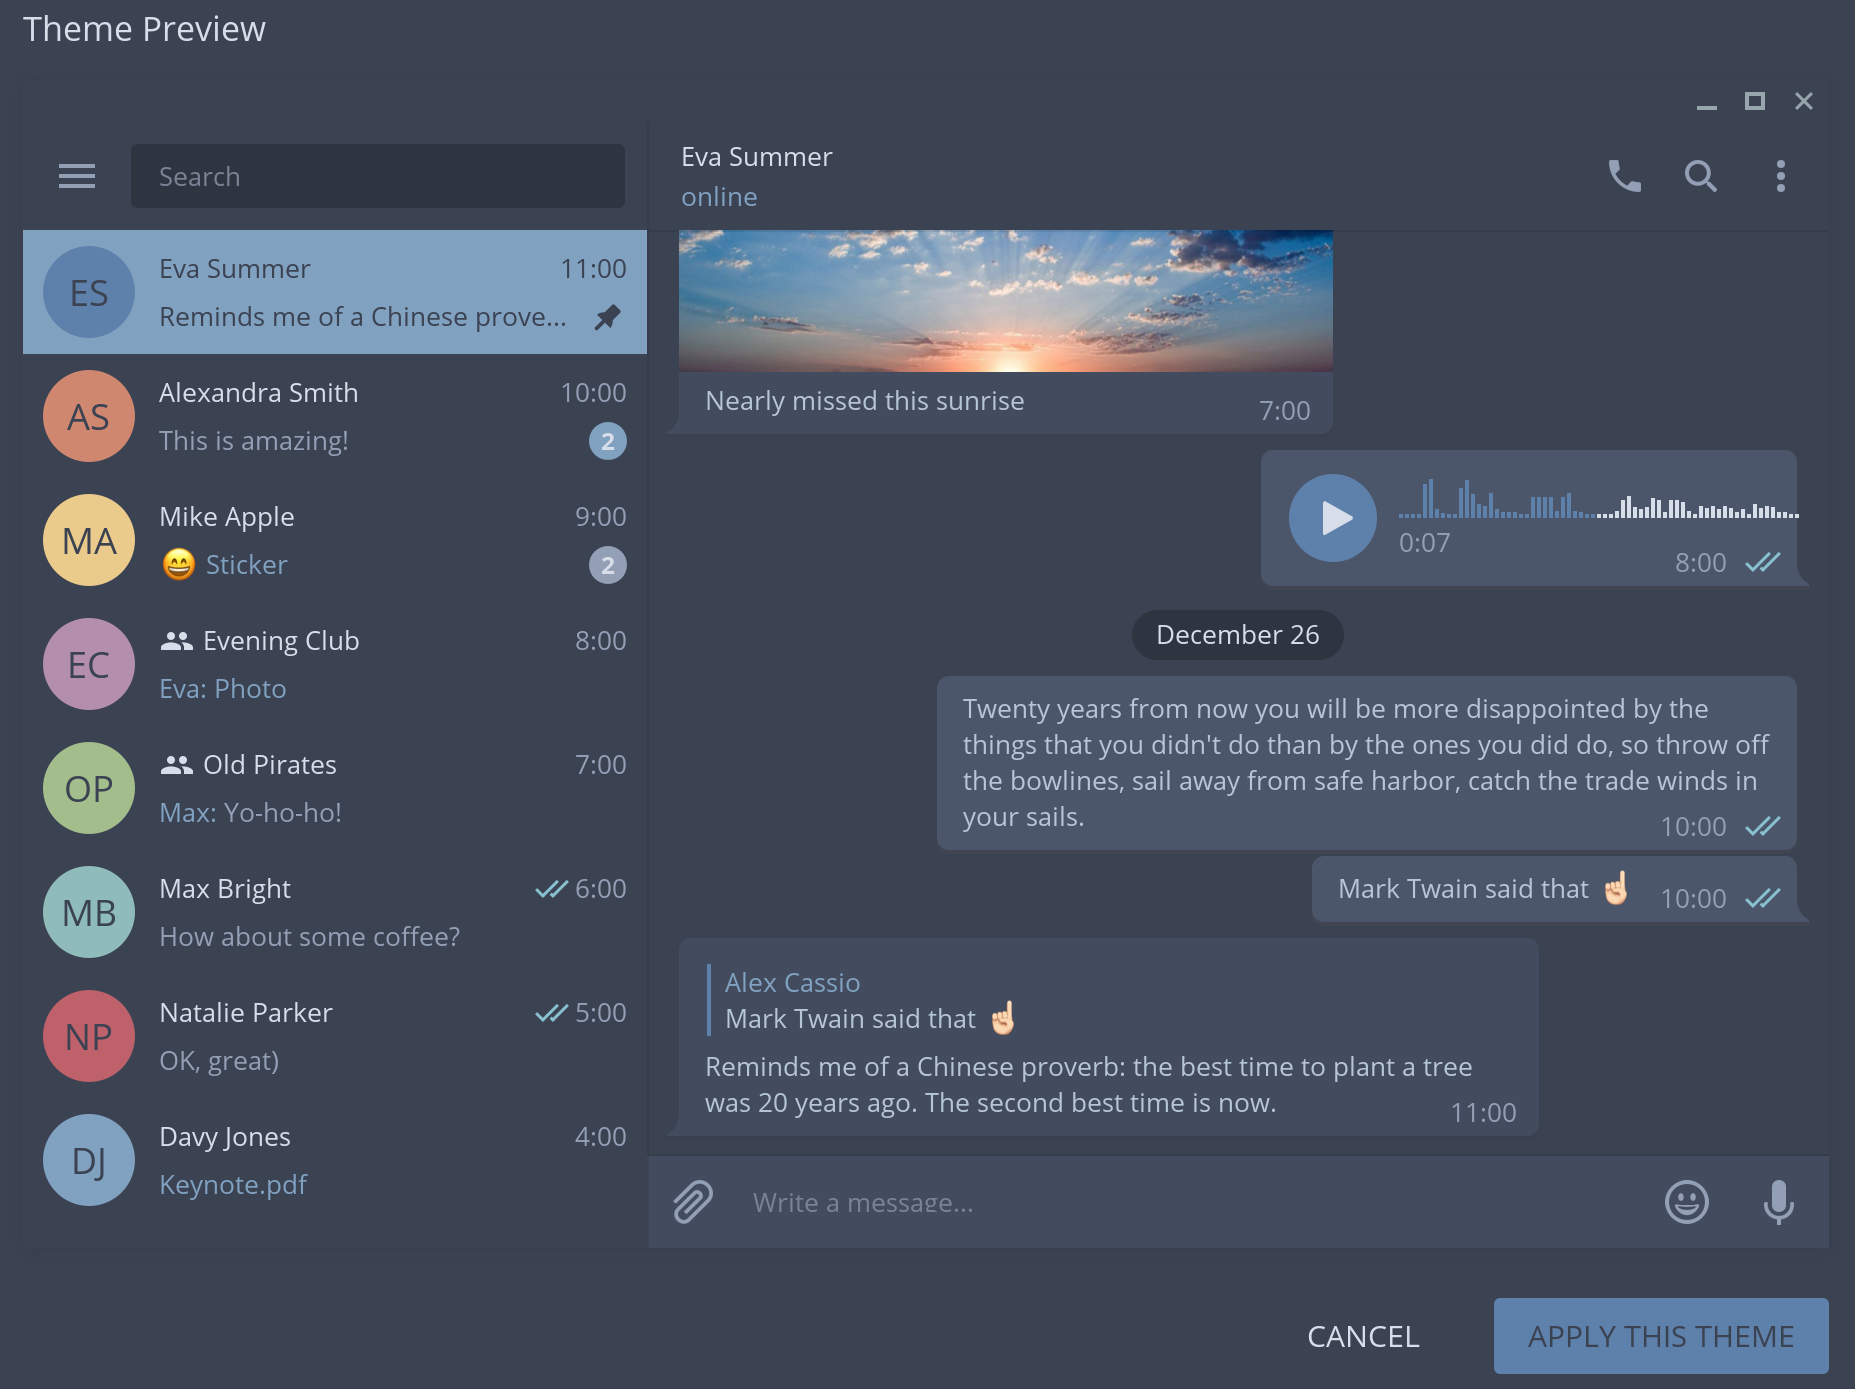 Theme Preview
Search
ES
Eva Summer
11:00
Reminds me of a Chinese prove...
AS
Alexandra Smith
10:00
This is amazing!
2
MA
Mike Apple
9:00
😄 Sticker
2
EC
Evening Club
8:00
Eva: Photo
OP
Old Pirates
7:00
Max: Yo-ho-ho!
MB
Max Bright
6:00
How about some coffee?
NP
Natalie Parker
5:00
OK, great)
DJ
Davy Jones
4:00
Keynote.pdf
Eva Summer
online
Nearly missed this sunrise
7:00
0:07
8:00
December 26
Twenty years from now you will be more disappointed by the
things that you didn't do than by the ones you did do, so throw off
the bowlines, sail away from safe harbor, catch the trade winds in
your sails.
10:00
Mark Twain said that ☝🏻
10:00
Alex Cassio
Mark Twain said that ☝🏻
Reminds me of a Chinese proverb: the best time to plant a tree
was 20 years ago. The second best time is now.
11:00
Write a message...
CANCEL
APPLY THIS THEME